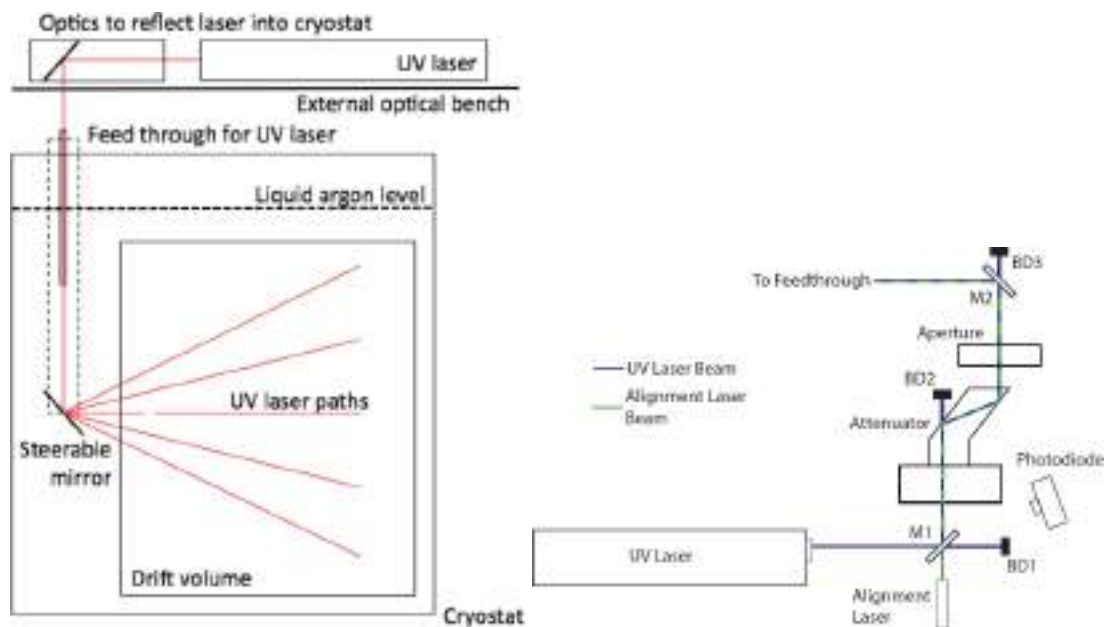 Optics to reflect laser into cryostat
UV laser
External optical bench
Feed through for UV laser
Liquid argon level
UV laser paths
Steerable
mirror
Drift volume
Cryostat
BD3
To Feedthrough
M2
Aperture
UV Laser Beam
BD2
Alignment Laser
Beam
Attenuator
Photodiode
M1
UV Laser
BD1
Alignment
Laser